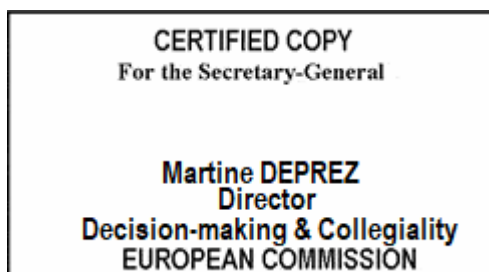 CERTIFIED COPY
For the Secretary-General
Martine DEPREZ
Director
Decision-making & Collegiality
EUROPEAN COMMISSION